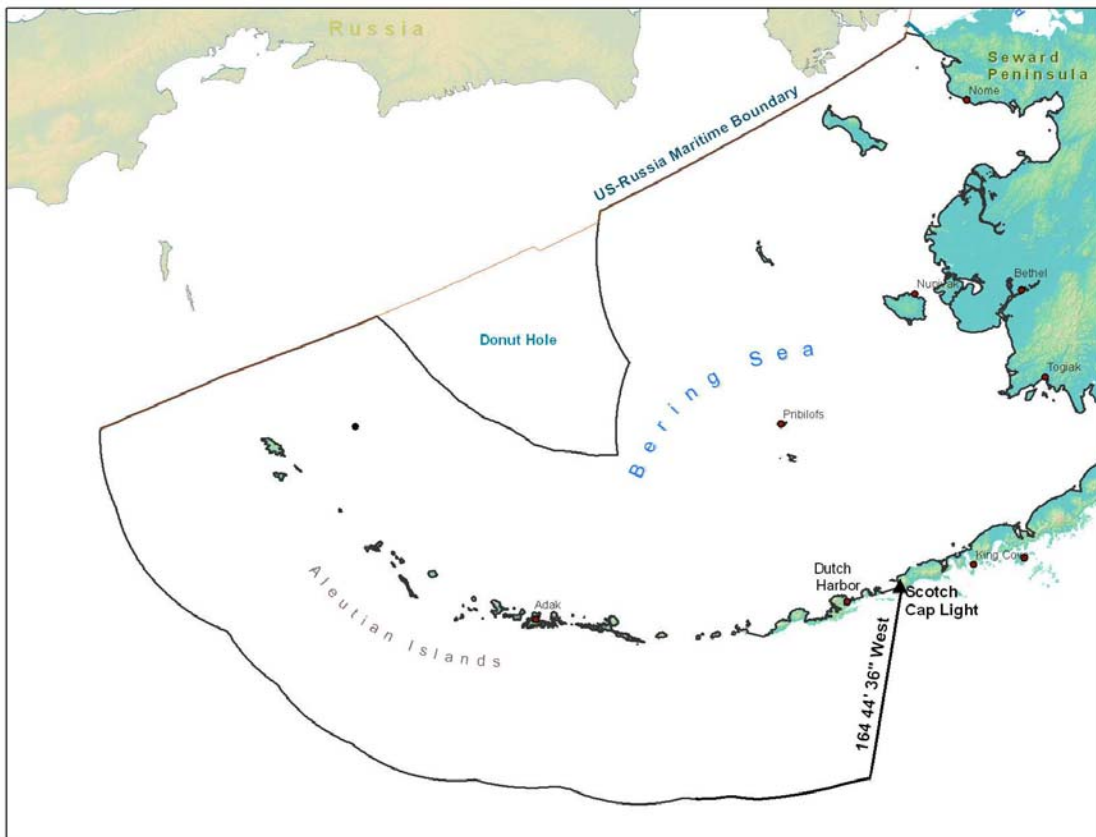 Russia
Seward
Peninsula
Nome
US-Russia Maritime Boundary
Bethel
Nunivak
Donut Hole
Togiak
Bering Sea
Pribilofs
Dutch
Harbor
King Cove
Scotch
Cap Light
Adak
Aleutian Islands
164 44' 36" West